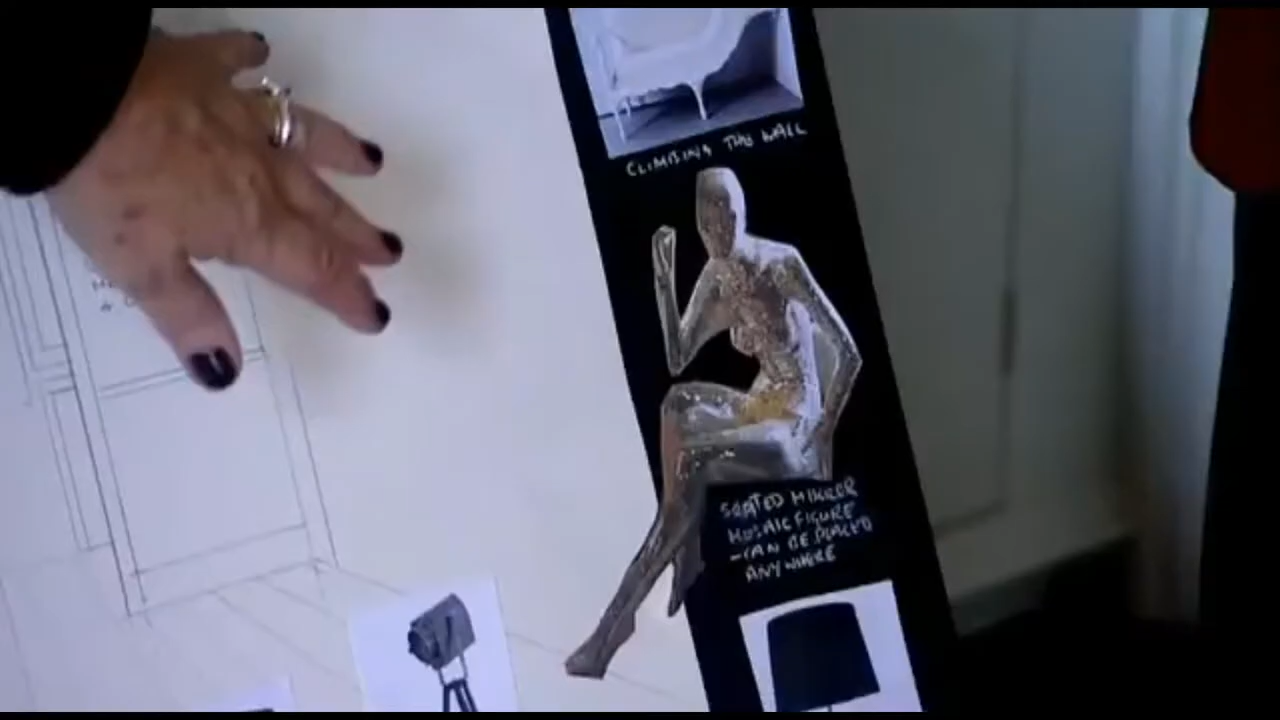 CLIMBING THE WALL
SEATED MIRROR
MOSAIC FIGURE
- CAN BE PLACED
ANYWHERE